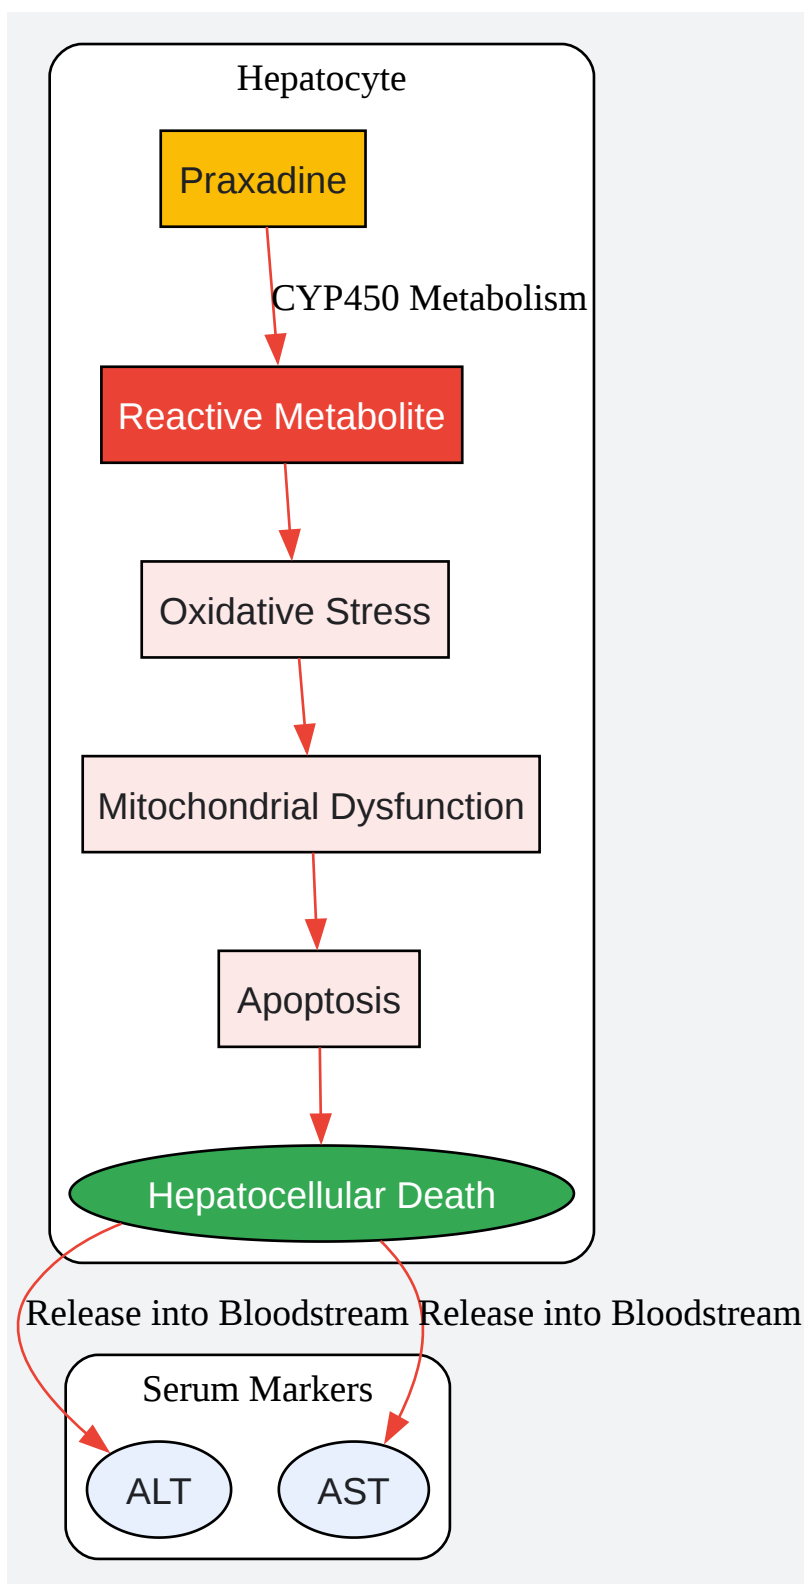 Hepatocyte
Praxadine
CYP450 Metabolism
Reactive Metabolite
Oxidative Stress
Mitochondrial Dysfunction
Apoptosis
Hepatocellular Death
Release into Bloodstream
Release into Bloodstream
Serum Markers
ALT
AST